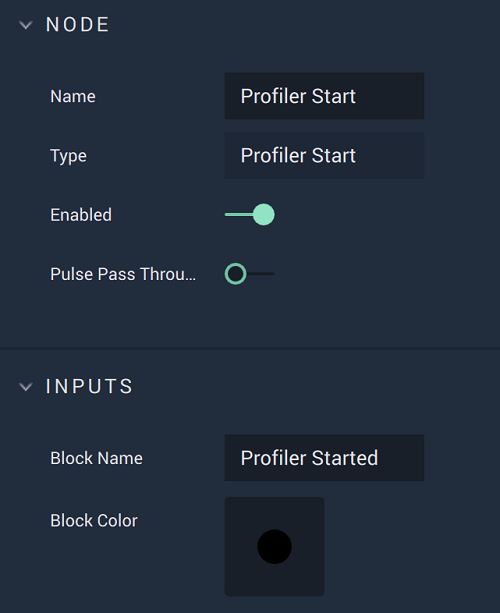 NODE
Name Profiler Start
Type Profiler Start
Enabled
Pulse Pass Throu...
INPUTS
Block Name Profiler Started
Block Color